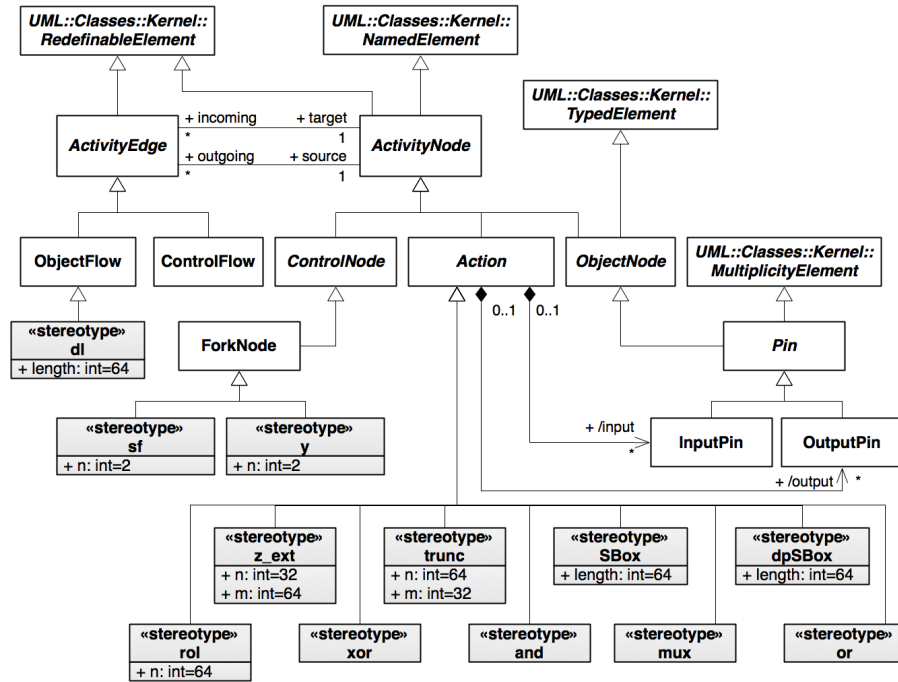 UML::Classes::Kernel::
RedefinableElement
UML::Classes::Kernel::
NamedElement
UML::Classes::Kernel::
TypedElement
ActivityEdge
+ incoming
+ target
*
1
+ outgoing
+ source
*
1
ActivityNode
ObjectFlow
ControlFlow
ControlNode
Action
ObjectNode
UML::Classes::Kernel::
MultiplicityElement
0..1
0..1
«stereotype»
dl
+ length: int=64
ForkNode
Pin
«stereotype»
sf
+ n: int=2
«stereotype»
y
+ n: int=2
+ /input
*
InputPin
OutputPin
+ /output
*
«stereotype»
z_ext
+ n: int=32
+ m: int=64
«stereotype»
trunc
+ n: int=64
+ m: int=32
«stereotype»
SBox
+ length: int=64
«stereotype»
dpSBox
+ length: int=64
«stereotype»
rol
+ n: int=64
«stereotype»
xor
«stereotype»
and
«stereotype»
mux
«stereotype»
or